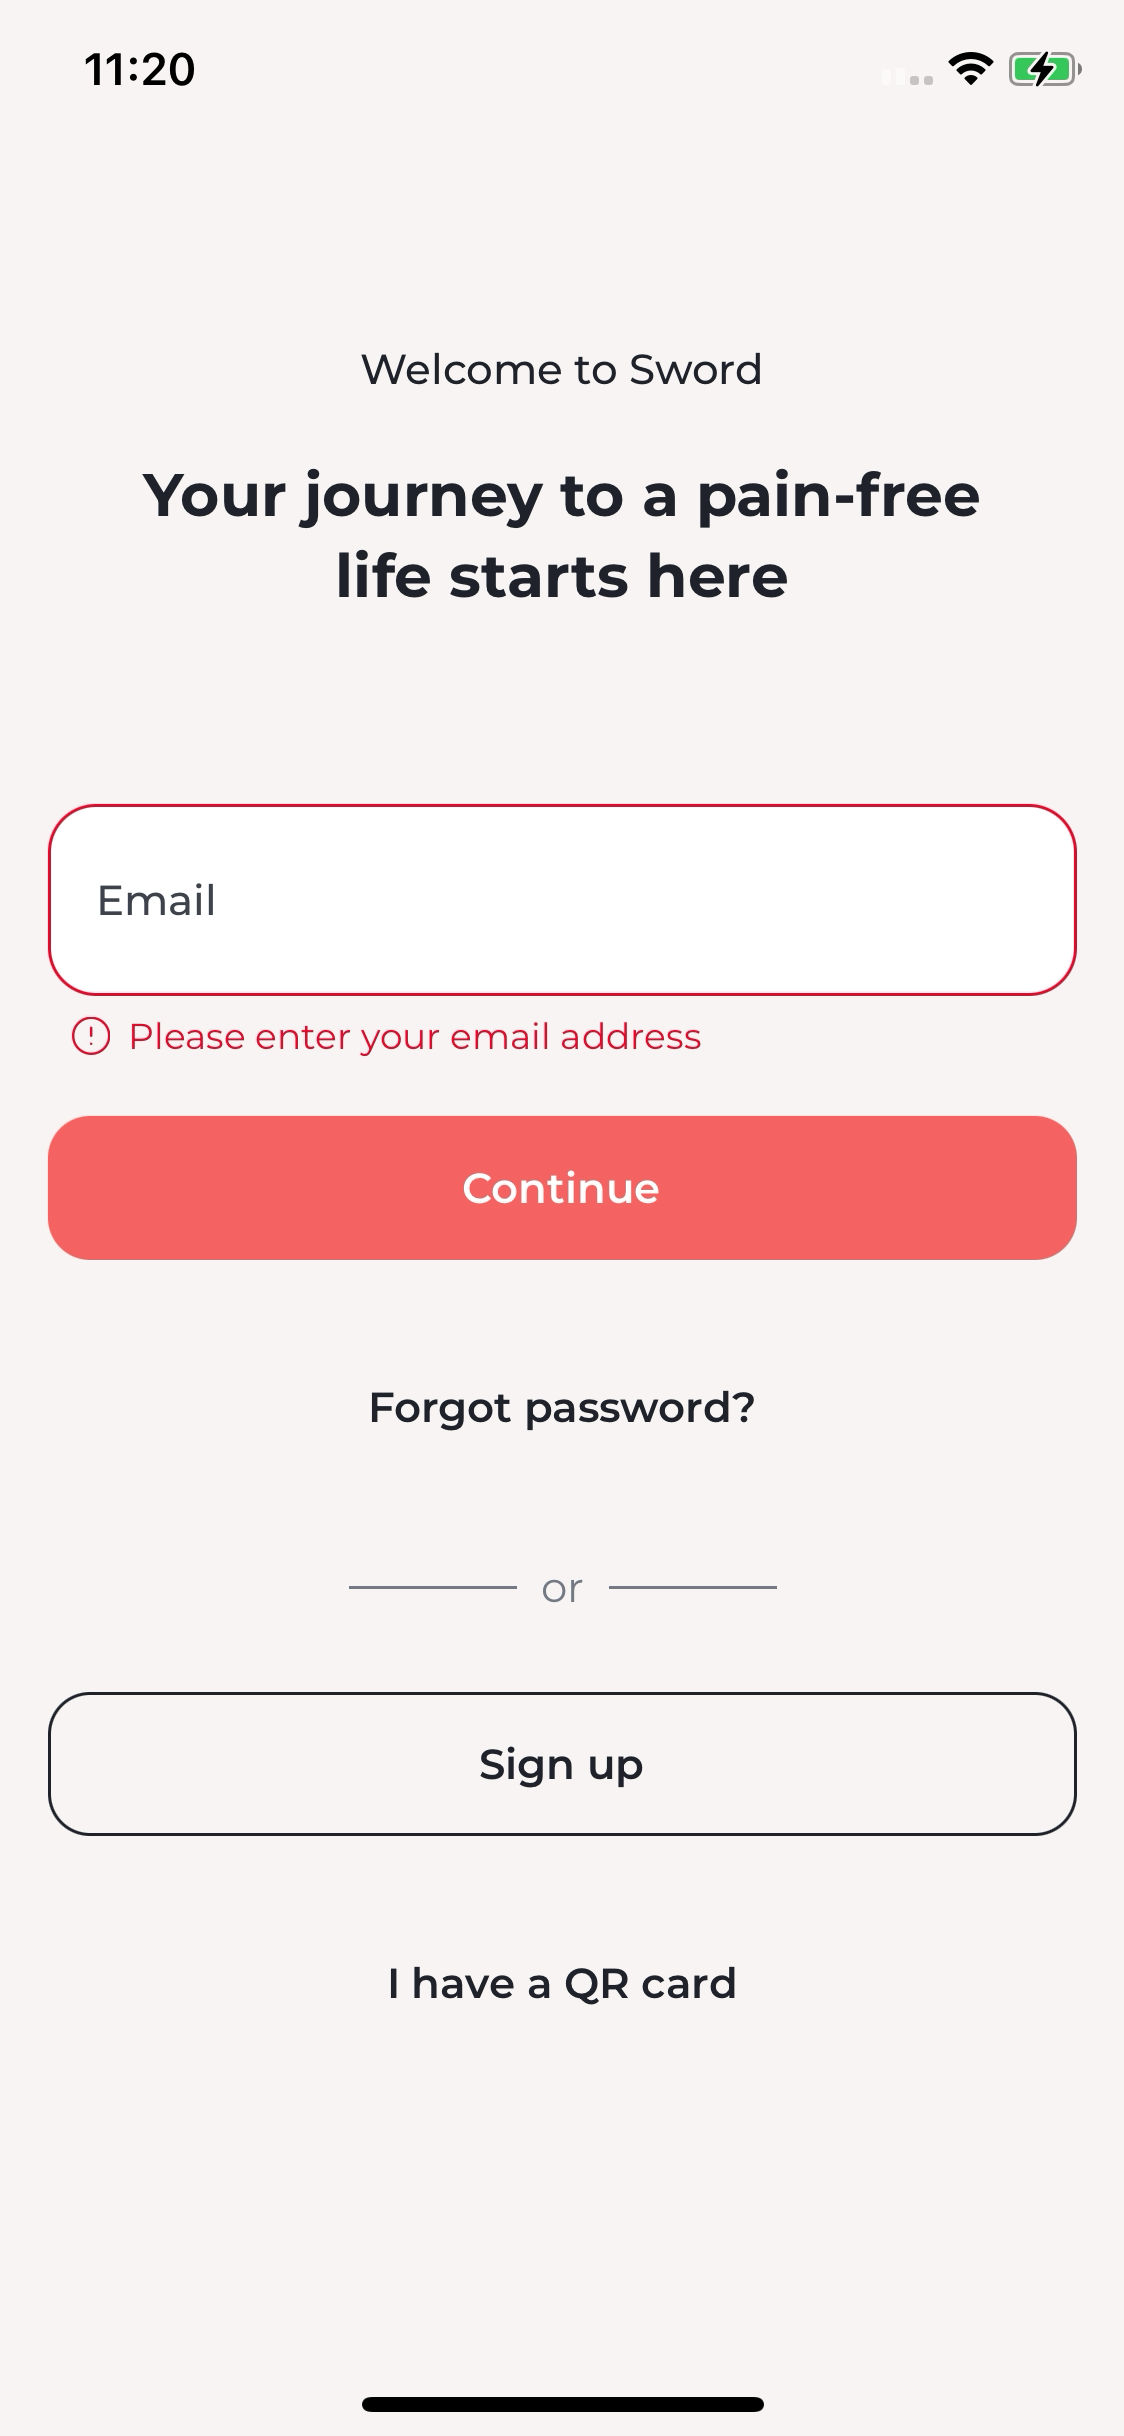 11:20
Welcome to Sword
Your journey to a pain-free
life starts here
Email
Please enter your email address
Continue
Forgot password?
or
Sign up
I have a QR card